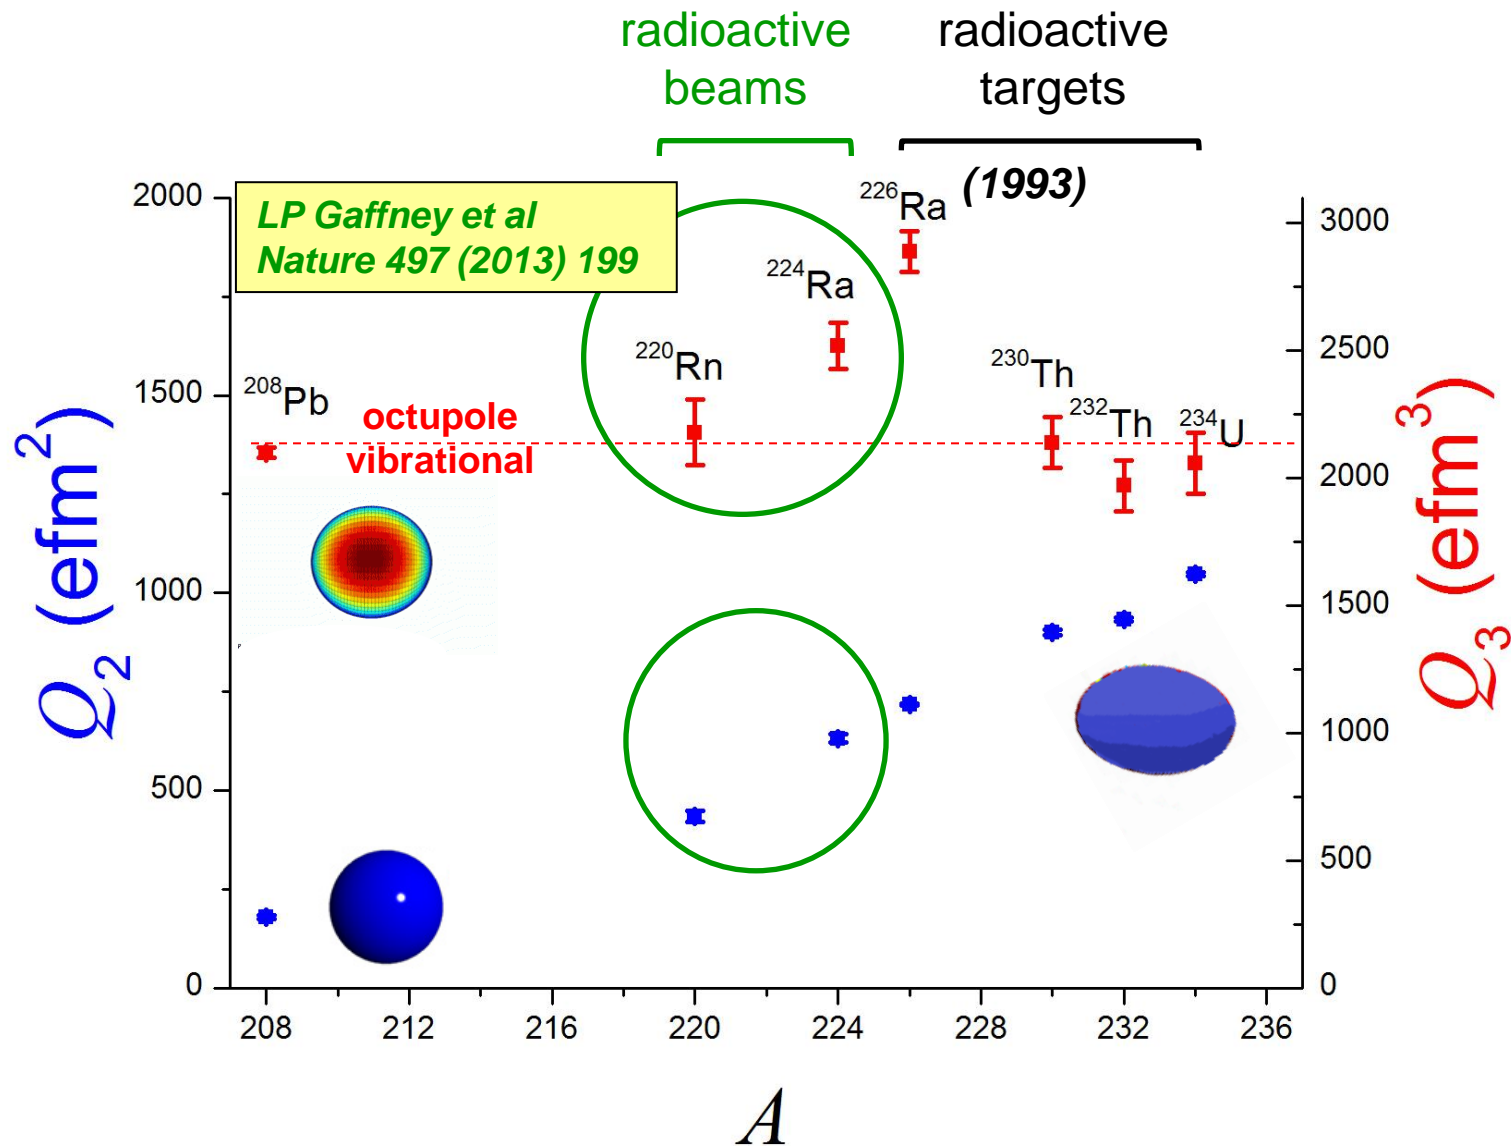 radioactive
beams
radioactive
targets
(1993)
LP Gaffney et al
Nature 497 (2013) 199
²²⁶Ra
²²⁴Ra
²²⁰Rn
²³⁰Th
²³²Th
²³⁴U
²⁰⁸Pb
octupole
vibrational
2000
1500
1000
500
0
3000
2500
2000
1500
1000
500
0
208 212 216 220 224 228 232 236
Q₂ (efm²)
Q₃ (efm³)
A